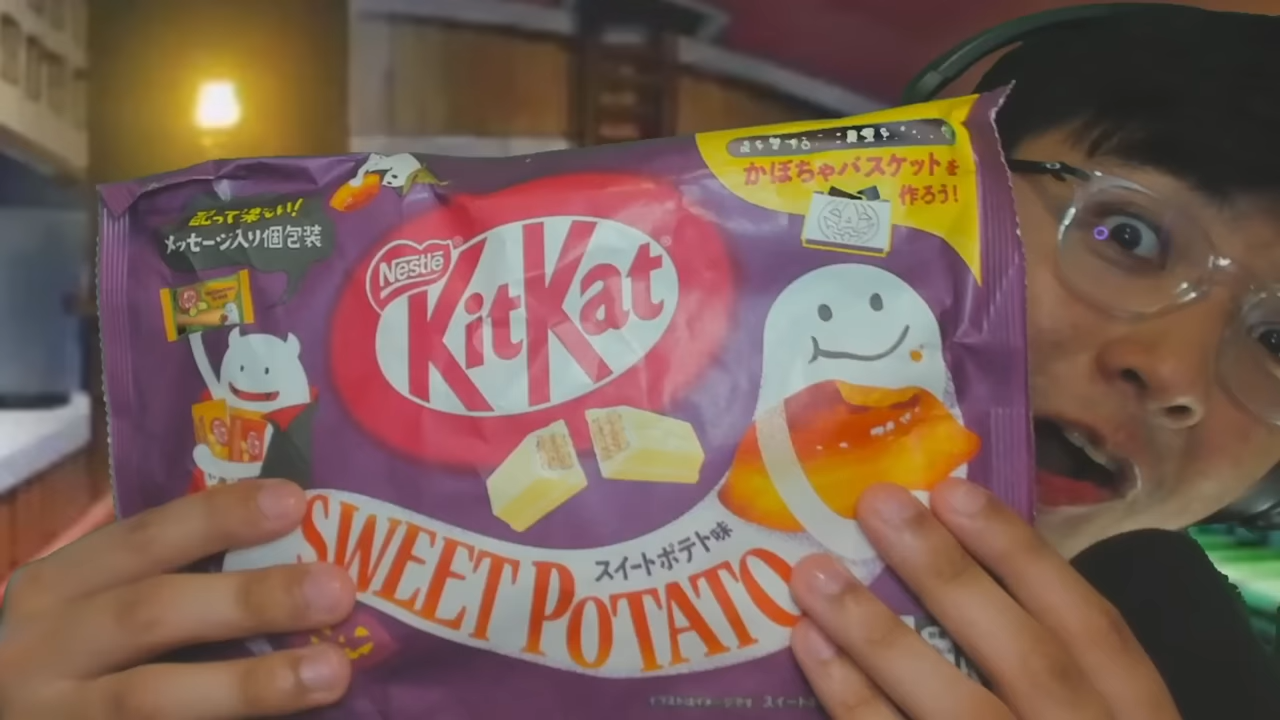 配って楽しい!
メッセージ入り個包装
かぼちゃバスケットを
作ろう!
Nestlé
KitKat
スイートポテト味
SWEET POTATO